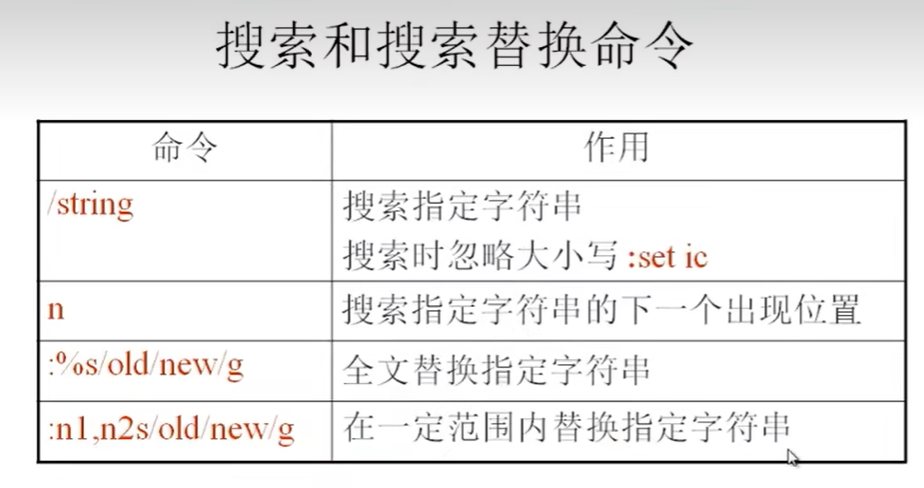 搜索和搜索替换命令
命令 作用
/string 搜索指定字符串
搜索时忽略大小写 :set ic
n 搜索指定字符串的下一个出现位置
:%s/old/new/g 全文替换指定字符串
:n1,n2s/old/new/g 在一定范围内替换指定字符串